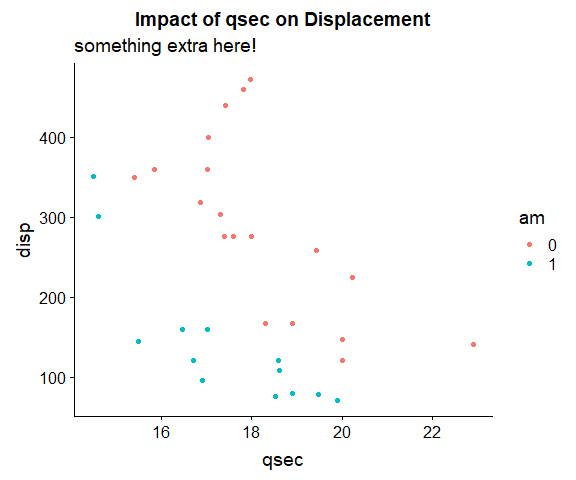 Impact of qsec on Displacement
something extra here!
400
300
200
100
disp
16 18 20 22
qsec
am
0
1